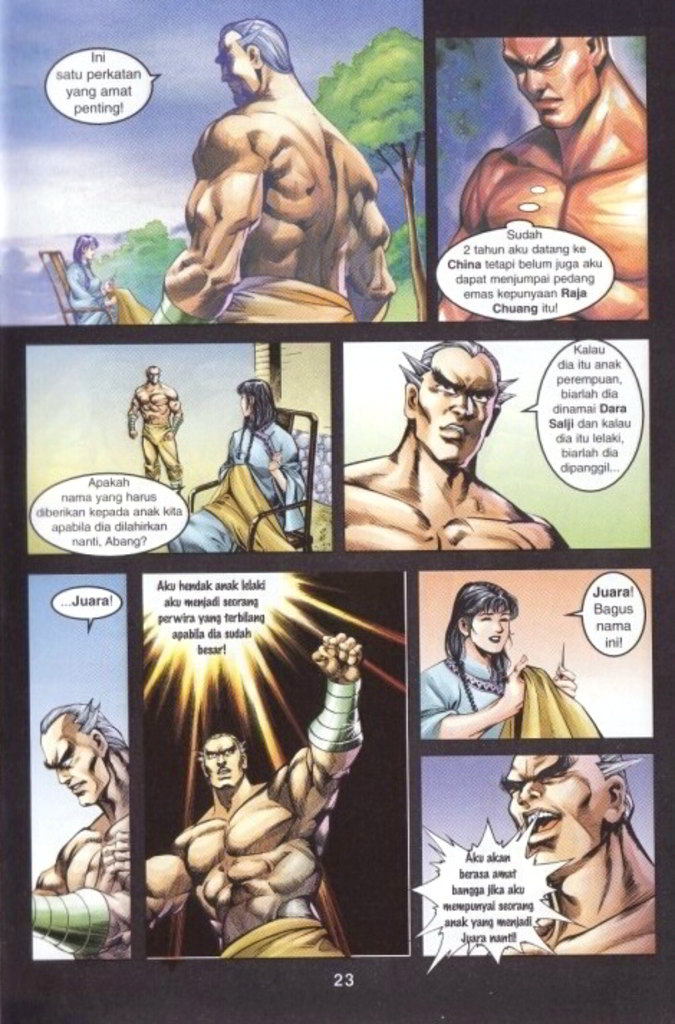 Ini
satu perkatan
yang amat
penting!
Sudah
2 tahun aku datang ke
China tetapi belum juga aku
dapat menjumpai pedang
emas kepunyaan Raja
Chuang itu!
Apakah
nama yang harus
diberikan kepada anak kita
apabila dia dilahirkan
nanti, Abang?
Kalau
dia itu anak
perempuan,
biarlah dia
dinamai Dara
Salji dan kalau
dia itu lelaki,
biarlah dia
dipanggil...
...Juara!
Aku hendak anak lelaki
aku menjadi seorang
perwira yang terbilang
apabila dia sudah
besar!
Juara!
Bagus
nama
ini!
Aku akan
berasa amat
bangga jika aku
mempunyai seorang
anak yang menjadi
Juara nanti!!
23